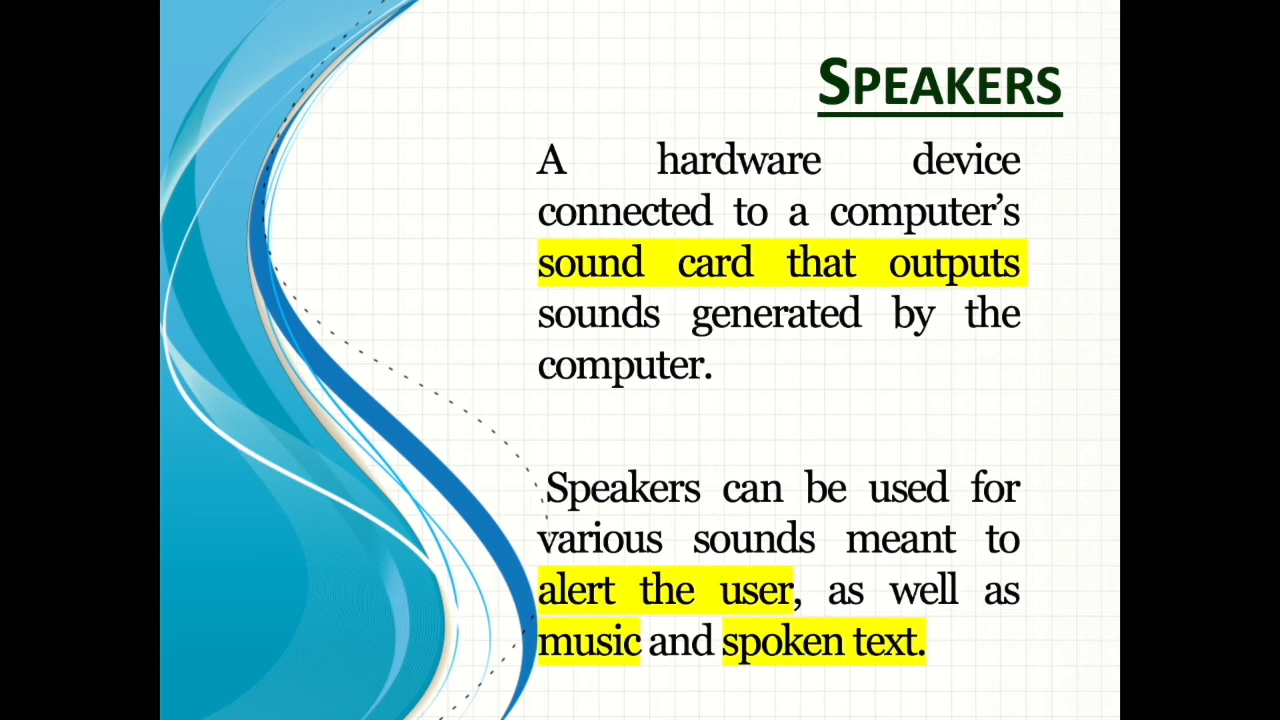 SPEAKERS
A hardware device
connected to a computer’s
sound card that outputs
sounds generated by the
computer.
Speakers can be used for
various sounds meant to
alert the user, as well as
music and spoken text.